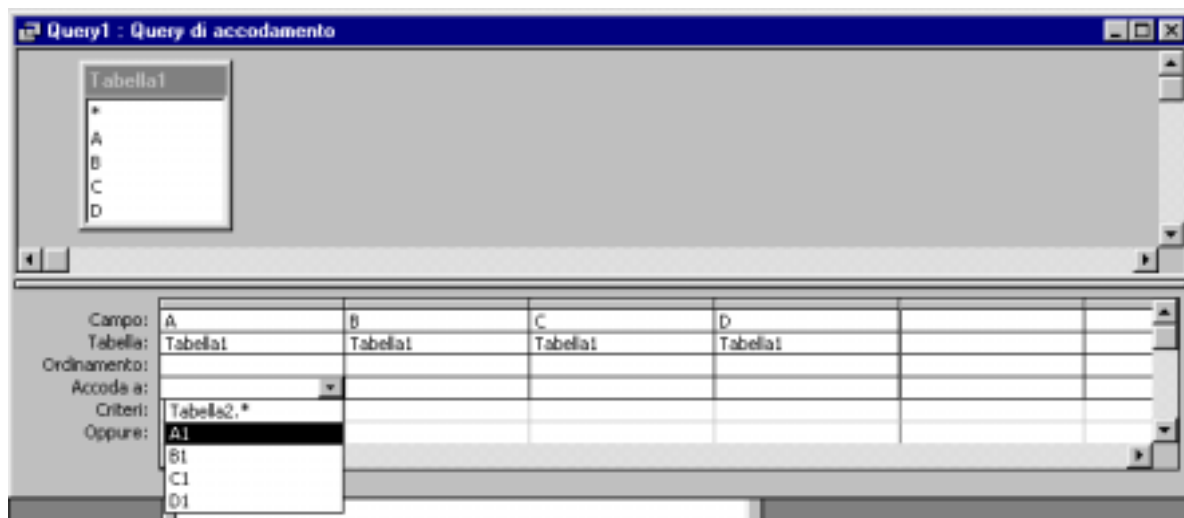 Query1 : Query di accodamento
Tabella1
*
A
B
C
D
Campo: A B C D
Tabella: Tabella1 Tabella1 Tabella1 Tabella1
Ordinamento:
Accoda a:
Criteri: Tabella2.*
Oppure: A1
B1
C1
D1